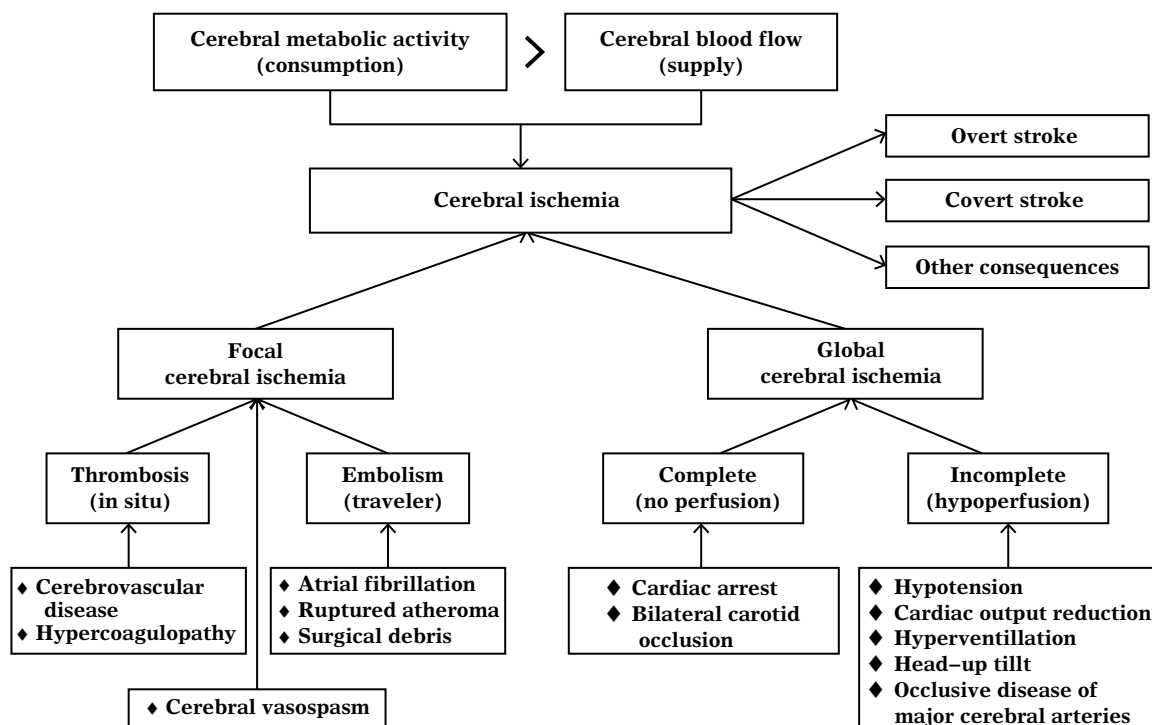 Cerebral metabolic activity
(consumption)
>
Cerebral blood flow
(supply)
Overt stroke
Cerebral ischemia
Covert stroke
Other consequences
Focal
cerebral ischemia
Global
cerebral ischemia
Thrombosis
(in situ)
Embolism
(traveler)
Complete
(no perfusion)
Incomplete
(hypoperfusion)
♦ Cerebrovascular
disease
♦ Hypercoagulopathy
♦ Atrial fibrillation
♦ Ruptured atheroma
♦ Surgical debris
♦ Cardiac arrest
♦ Bilateral carotid
occlusion
♦ Hypotension
♦ Cardiac output reduction
♦ Hyperventillation
♦ Head−up tillt
♦ Occlusive disease of
major cerebral arteries
♦ Cerebral vasospasm